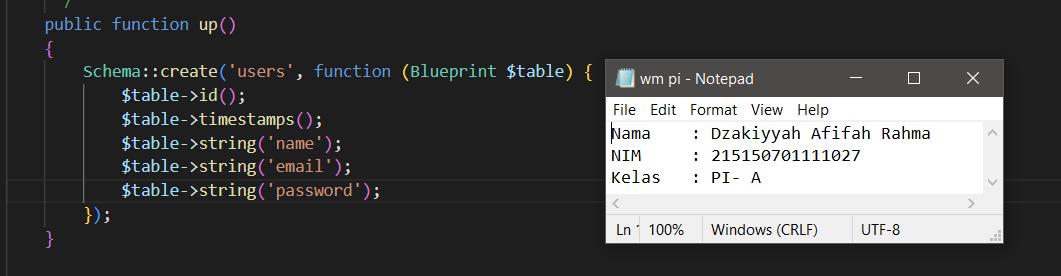 */
public function up()
{
Schema::create('users', function (Blueprint $table) {
$table->id();
$table->timestamps();
$table->string('name');
$table->string('email');
$table->string('password');
});
}
wm pi - Notepad
File Edit Format View Help
Nama : Dzakiyyah Afifah Rahma
NIM : 215150701111027
Kelas : PI- A
Ln 1 100% Windows (CRLF) UTF-8